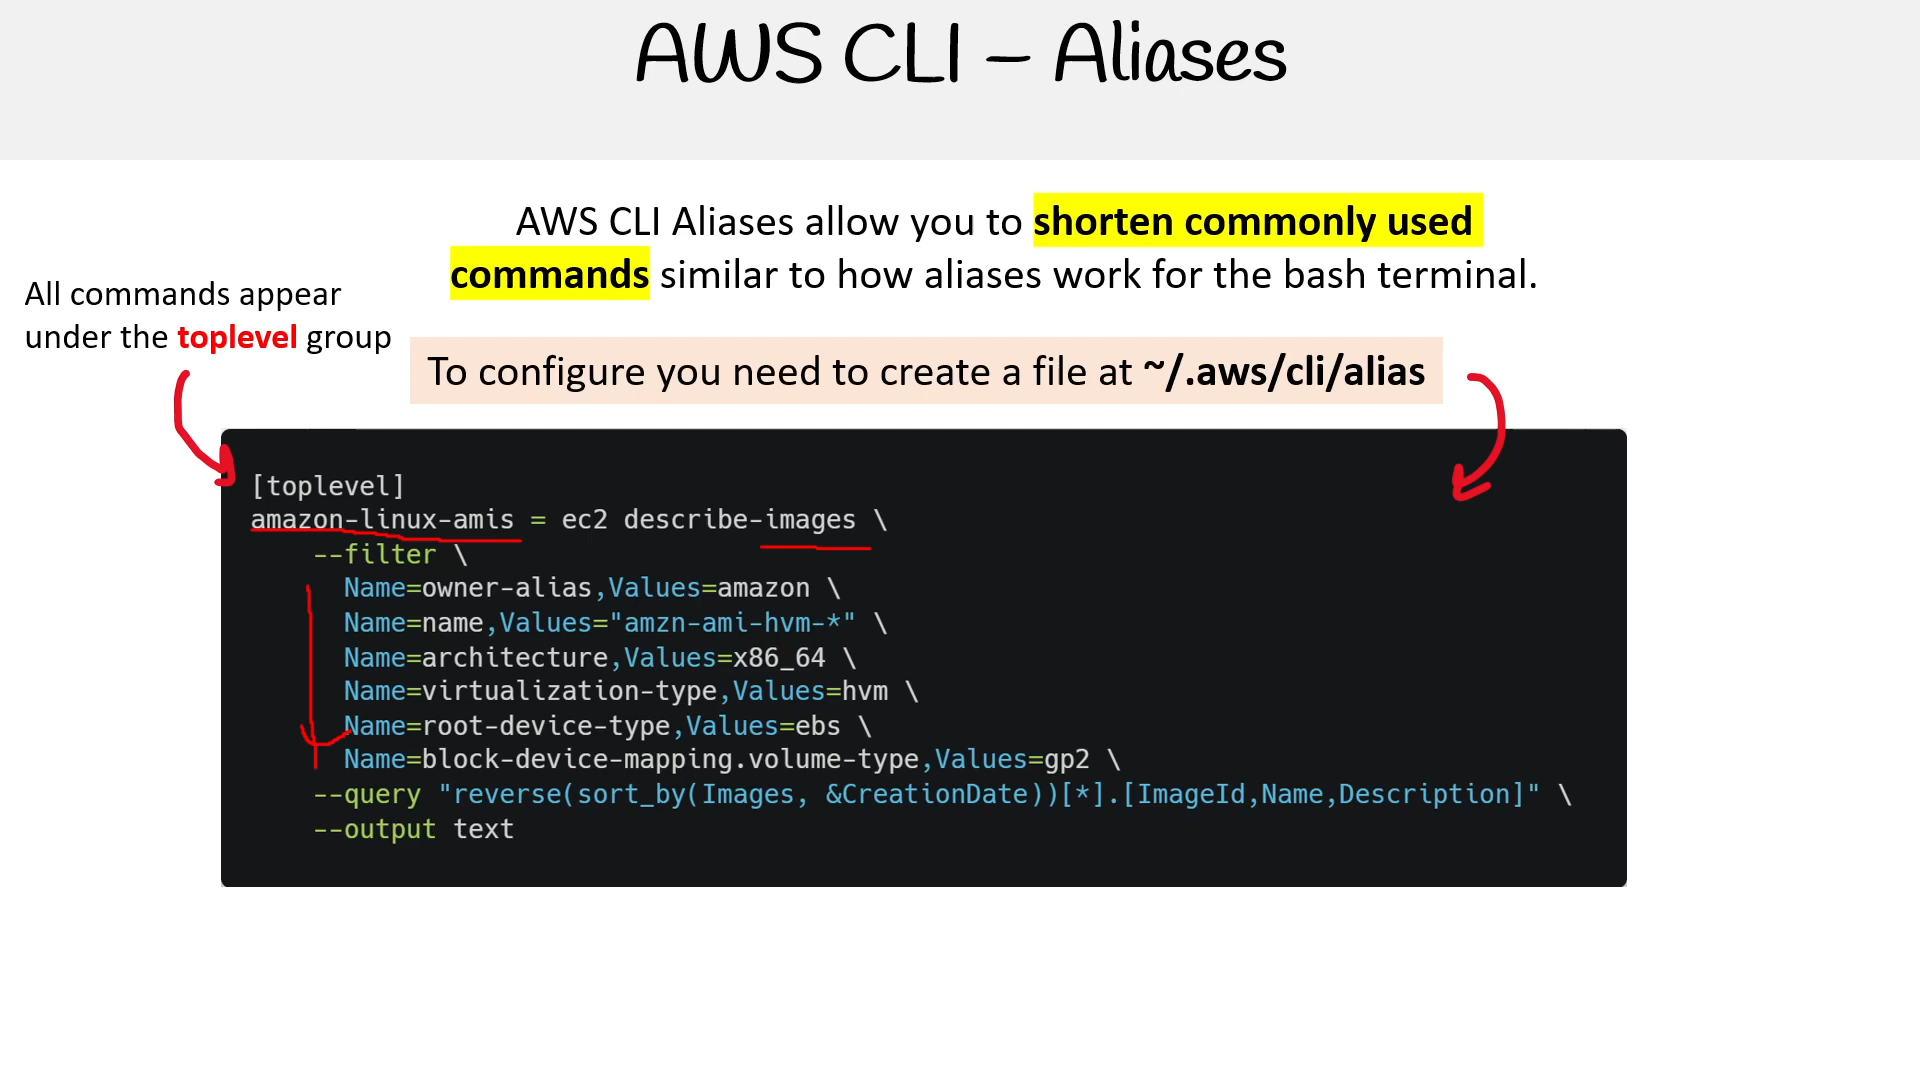 AWS CLI – Aliases
AWS CLI Aliases allow you to shorten commonly used
commands similar to how aliases work for the bash terminal.
All commands appear
under the toplevel group
To configure you need to create a file at ~/.aws/cli/alias
[toplevel]
amazon-linux-amis = ec2 describe-images \
    --filter \
      Name=owner-alias,Values=amazon \
      Name=name,Values="amzn-ami-hvm-*" \
      Name=architecture,Values=x86_64 \
      Name=virtualization-type,Values=hvm \
      Name=root-device-type,Values=ebs \
      Name=block-device-mapping.volume-type,Values=gp2 \
    --query "reverse(sort_by(Images, &CreationDate))[*].[ImageId,Name,Description]" \
    --output text